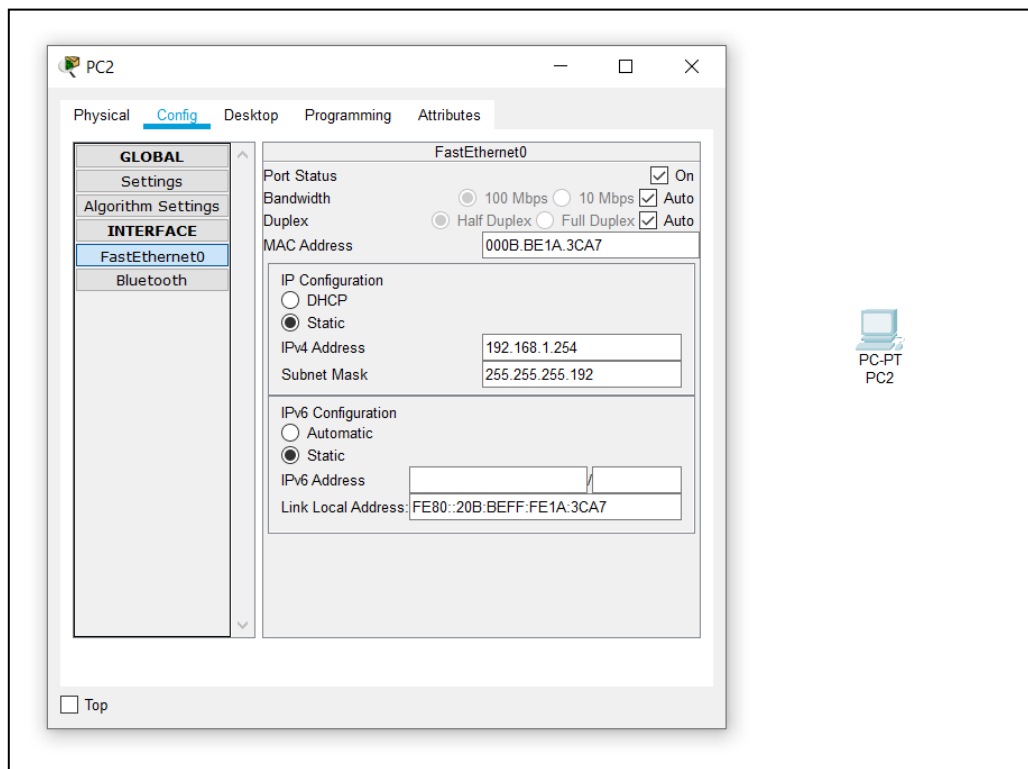 PC2
Physical Config Desktop Programming Attributes
GLOBAL
Settings
Algorithm Settings
INTERFACE
FastEthernet0
Bluetooth
FastEthernet0
Port Status On
Bandwidth 100 Mbps 10 Mbps Auto
Duplex Half Duplex Full Duplex Auto
MAC Address 000B.BE1A.3CA7
IP Configuration
DHCP
Static
IPv4 Address 192.168.1.254
Subnet Mask 255.255.255.192
IPv6 Configuration
Automatic
Static
IPv6 Address /
Link Local Address: FE80::20B:BEFF:FE1A:3CA7
Top
PC-PT
PC2